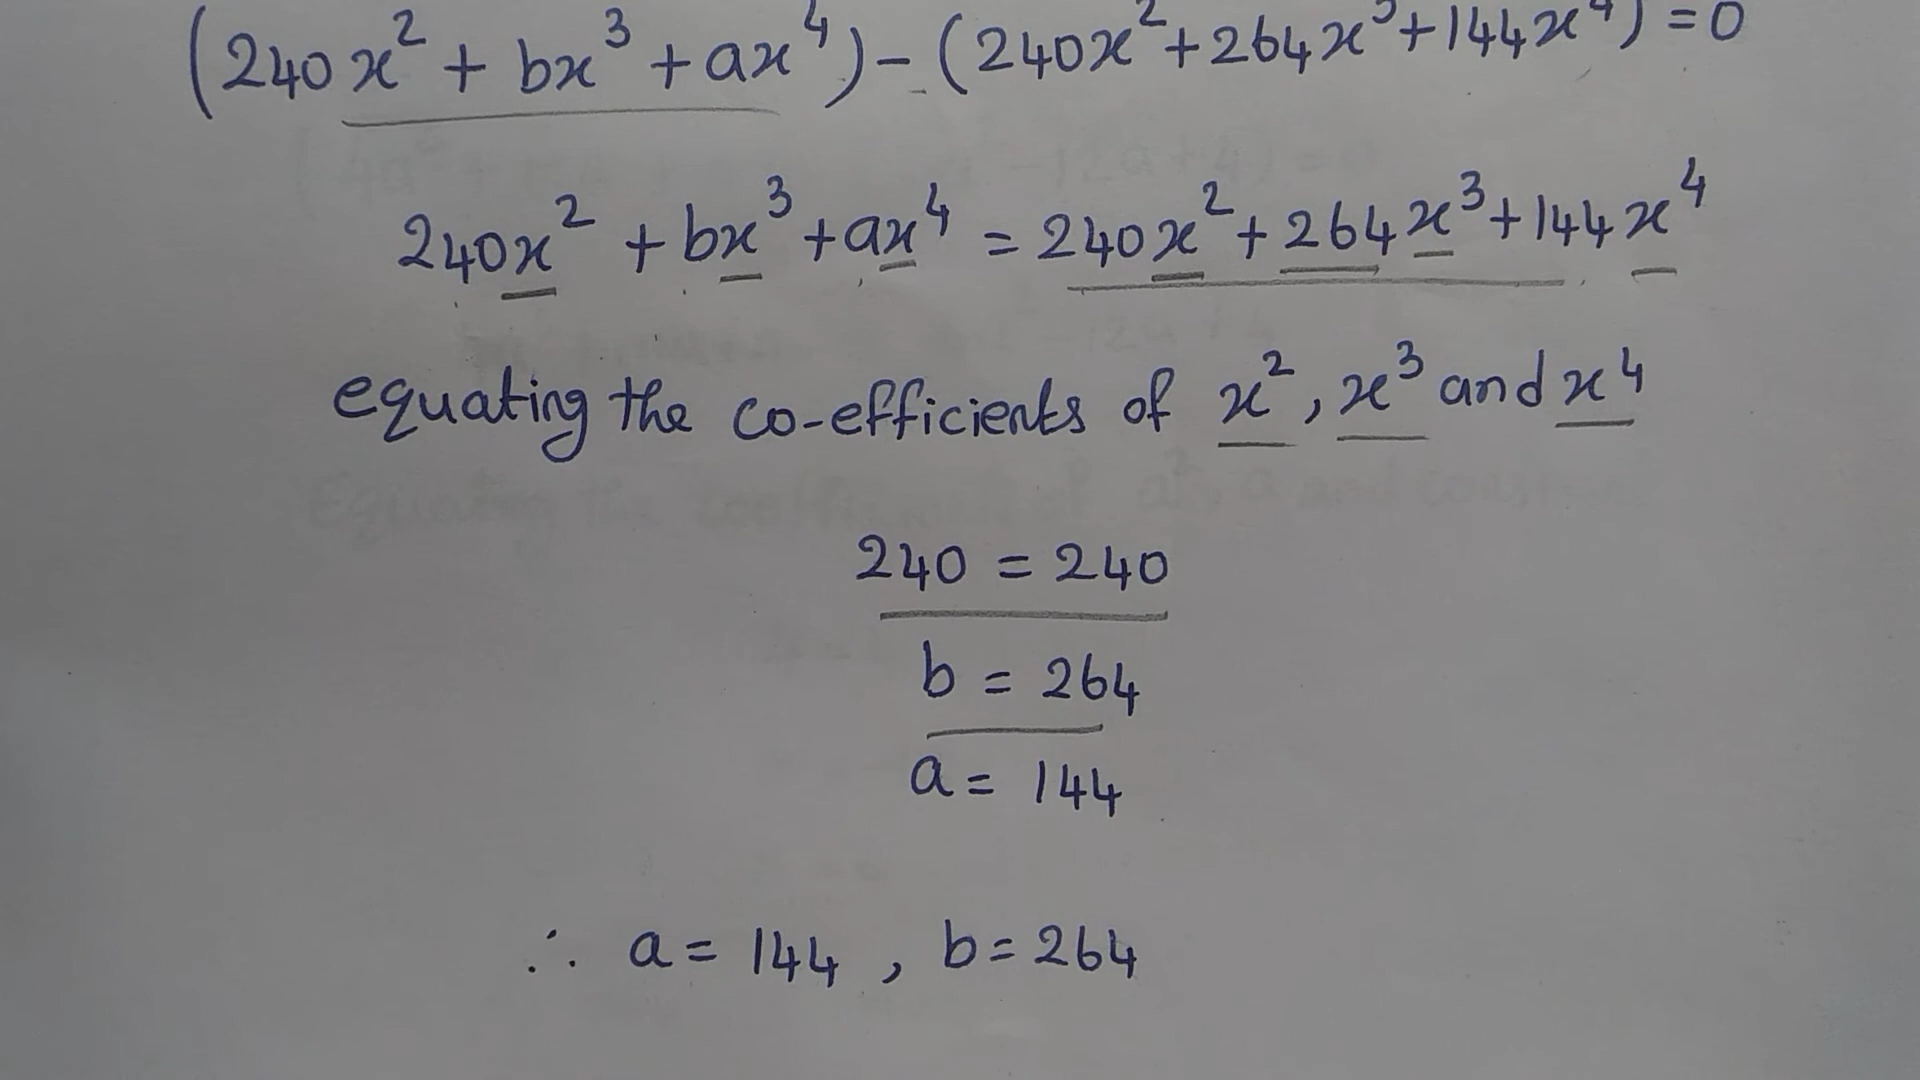 (240x² + bx³ + ax⁴) - (240x² + 264x³ + 144x⁴) = 0
240x² + bx³ + ax⁴ = 240x² + 264x³ + 144x⁴
equating the co-efficients of x², x³ and x⁴
240 = 240
b = 264
a = 144
∴ a = 144 , b = 264